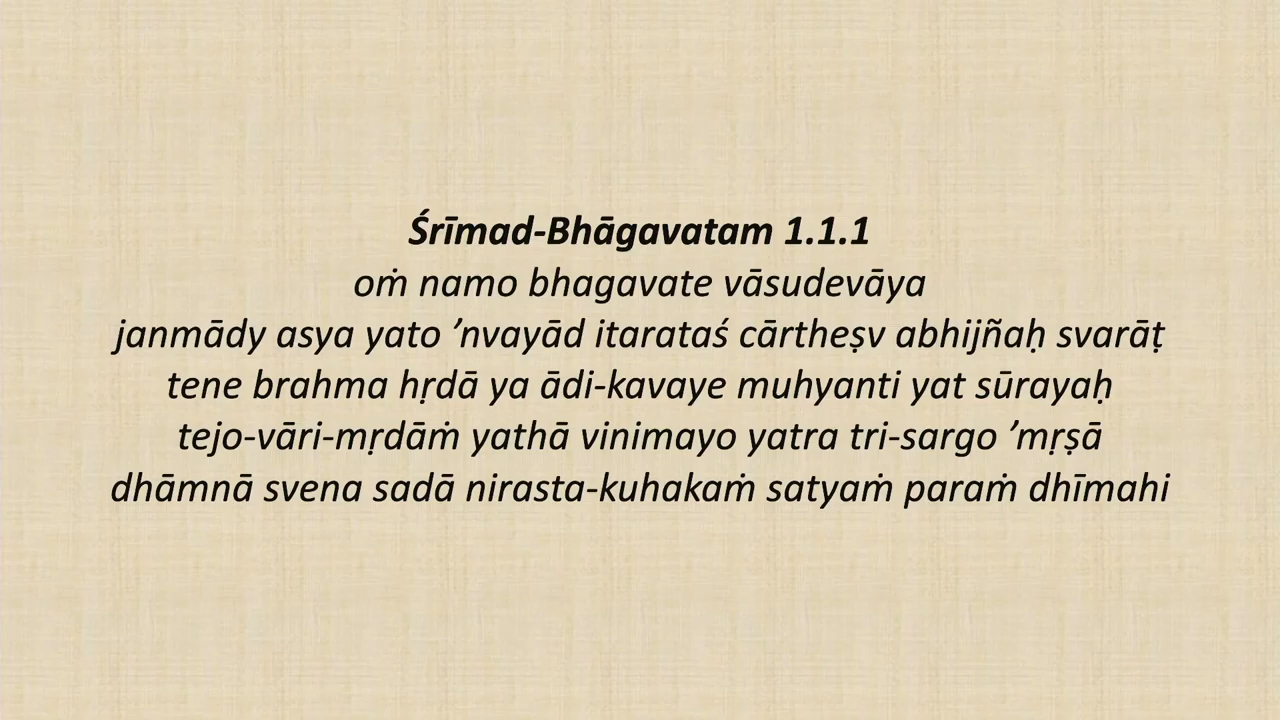 Śrīmad-Bhāgavatam 1.1.1
oṁ namo bhagavate vāsudevāya
janmādy asya yato ’nvayād itarataś cārtheṣv abhijñaḥ svarāṭ
tene brahma hṛdā ya ādi-kavaye muhyanti yat sūrayaḥ
tejo-vāri-mṛdāṁ yathā vinimayo yatra tri-sargo ’mṛṣā
dhāmnā svena sadā nirasta-kuhakaṁ satyaṁ paraṁ dhīmahi